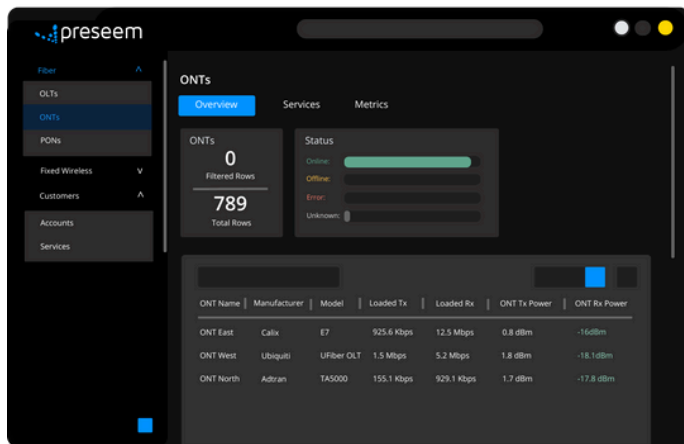 preseem
Fiber
OLTs
ONTs
PONs
Fixed Wireless
Customers
Accounts
Services
ONTs
Overview Services Metrics
ONTs
0
Filtered Rows
789
Total Rows
Status
Online:
Offline:
Error:
Unknown:
ONT Name Manufacturer Model Loaded Tx Loaded Rx ONT Tx Power ONT Rx Power
ONT East Calix E7 925.6 Kbps 12.5 Mbps 0.8 dBm -16dBm
ONT West Ubiquiti UFiber OLT 1.5 Mbps 5.2 Mbps 1.8 dBm -18.1dBm
ONT North Adtran TA5000 155.1 Kbps 929.1 Kbps 1.7 dBm -17.8 dBm